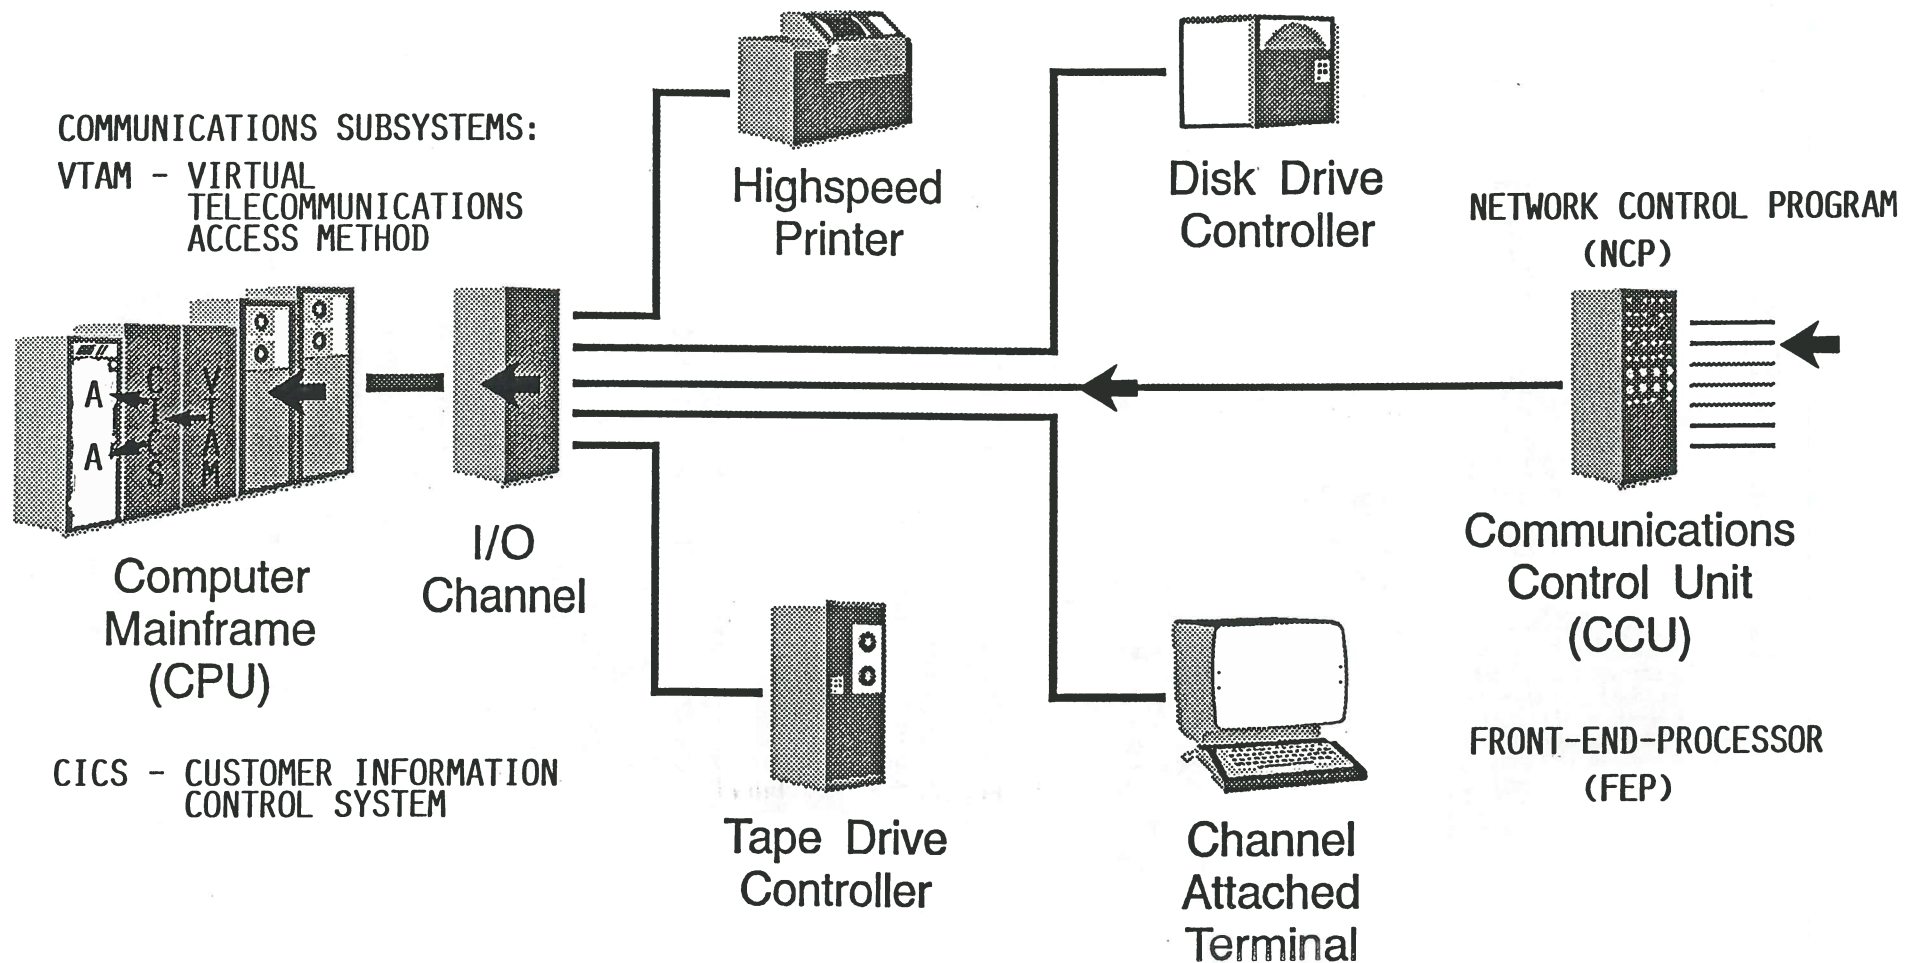 COMMUNICATIONS SUBSYSTEMS:
VTAM - VIRTUAL
TELECOMMUNICATIONS
ACCESS METHOD
Highspeed
Printer
Disk Drive
Controller
NETWORK CONTROL PROGRAM
(NCP)
A
A
CICS
VTAM
Computer
Mainframe
(CPU)
I/O
Channel
Communications
Control Unit
(CCU)
CICS - CUSTOMER INFORMATION
CONTROL SYSTEM
Tape Drive
Controller
Channel
Attached
Terminal
FRONT-END-PROCESSOR
(FEP)